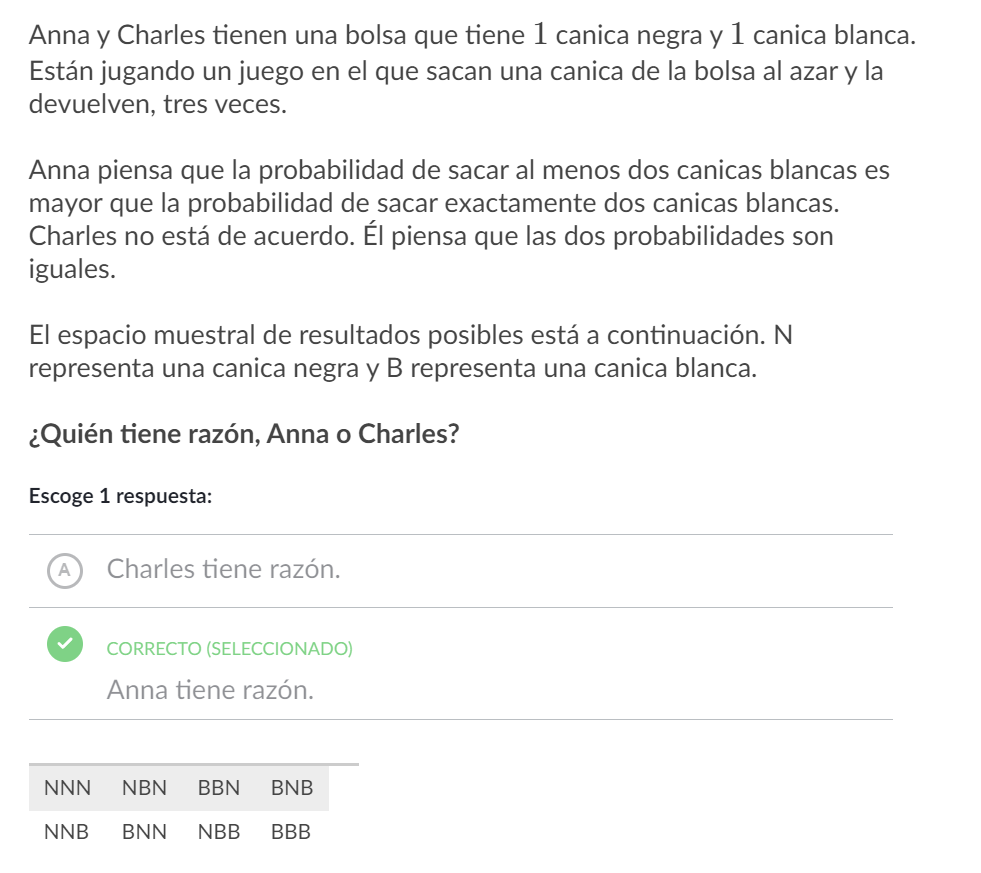 Anna y Charles tienen una bolsa que tiene 1 canica negra y 1 canica blanca.
Están jugando un juego en el que sacan una canica de la bolsa al azar y la
devuelven, tres veces.
Anna piensa que la probabilidad de sacar al menos dos canicas blancas es
mayor que la probabilidad de sacar exactamente dos canicas blancas.
Charles no está de acuerdo. Él piensa que las dos probabilidades son
iguales.
El espacio muestral de resultados posibles está a continuación. N
representa una canica negra y B representa una canica blanca.
¿Quién tiene razón, Anna o Charles?
Escoge 1 respuesta:
A Charles tiene razón.
CORRECTO (SELECCIONADO)
Anna tiene razón.
NNN NBN BBN BNB
NNB BNN NBB BBB